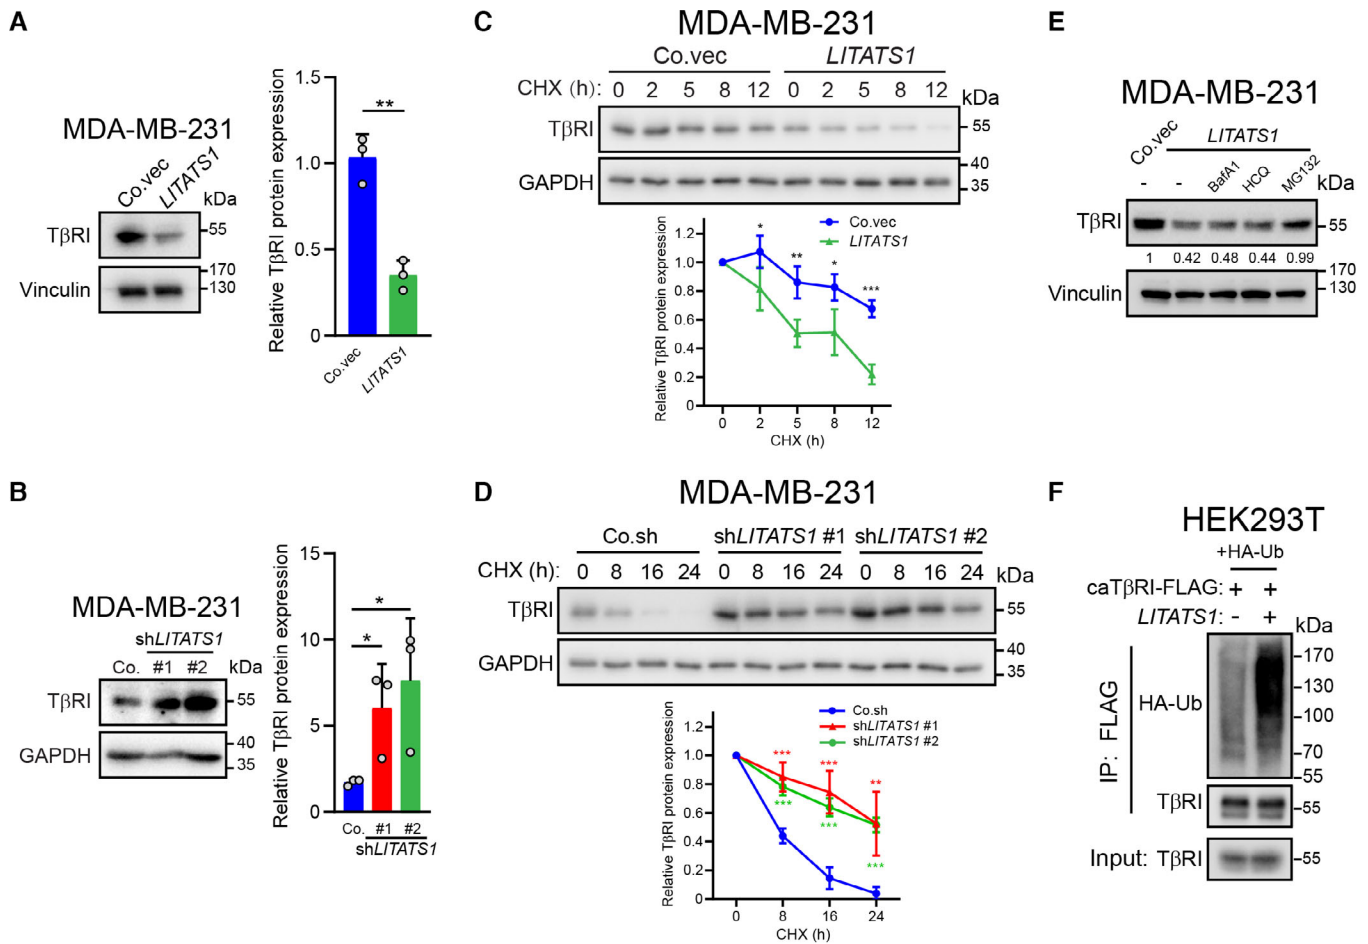 A
MDA-MB-231
Co.vec
LITATS1
kDa
TβRI
55
Vinculin
170
130
Relative TβRI protein expression
1.5
1.0
0.5
0
**
Co.vec
LITATS1
B
MDA-MB-231
shLITATS1
Co. #1 #2 kDa
TβRI
55
GAPDH
40
35
Relative TβRI protein expression
15
10
5
0
*
*
Co. #1 #2
shLITATS1
C
MDA-MB-231
Co.vec LITATS1
CHX (h): 0 2 5 8 12 0 2 5 8 12 kDa
TβRI
55
GAPDH
40
35
Relative TβRI protein expression
Co.vec
LITATS1
1.2
1.0
0.8
0.6
0.4
0.2
0
* ** * ***
0 2 5 8 12
CHX (h)
D
MDA-MB-231
Co.sh shLITATS1 #1 shLITATS1 #2
CHX (h): 0 8 16 24 0 8 16 24 0 8 16 24 kDa
TβRI
55
GAPDH
40
35
Relative TβRI protein expression
Co.sh
shLITATS1 #1
shLITATS1 #2
1.2
1.0
0.8
0.6
0.4
0.2
0
*** *** **
*** *** ***
0 8 16 24
CHX (h)
E
MDA-MB-231
Co.vec
LITATS1
- - BafA1 HCQ MG132 kDa
TβRI
55
1 0.42 0.48 0.44 0.99
Vinculin
170
130
F
HEK293T
+HA-Ub
caTβRI-FLAG: + +
LITATS1: - +
kDa
IP: FLAG
HA-Ub
170
130
100
70
55
TβRI
55
Input: TβRI
55